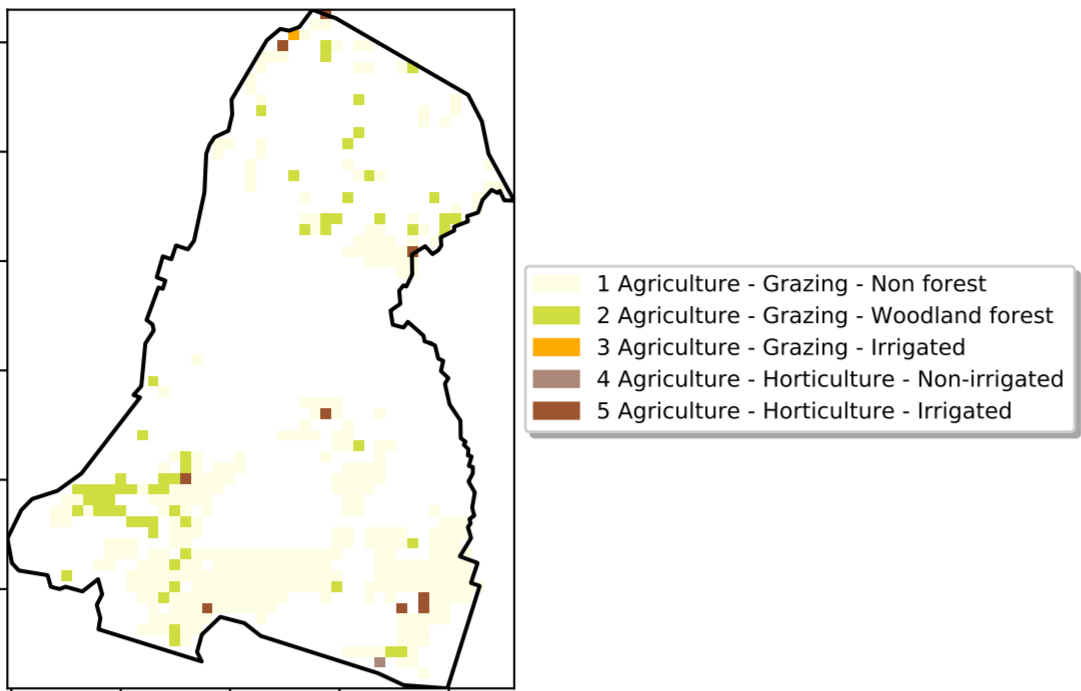 1 Agriculture - Grazing - Non forest
2 Agriculture - Grazing - Woodland forest
3 Agriculture - Grazing - Irrigated
4 Agriculture - Horticulture - Non-irrigated
5 Agriculture - Horticulture - Irrigated